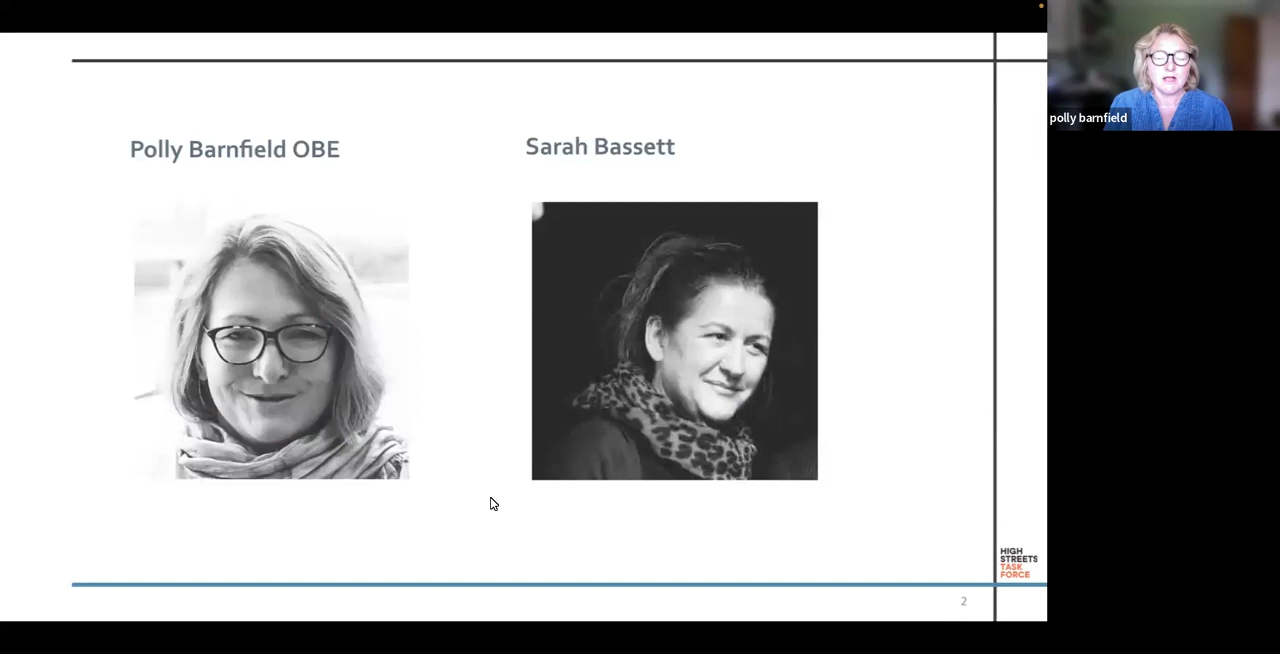 Polly Barnfield OBE
Sarah Bassett
polly barnfield
HIGH
STREETS
TASK
FORCE
2